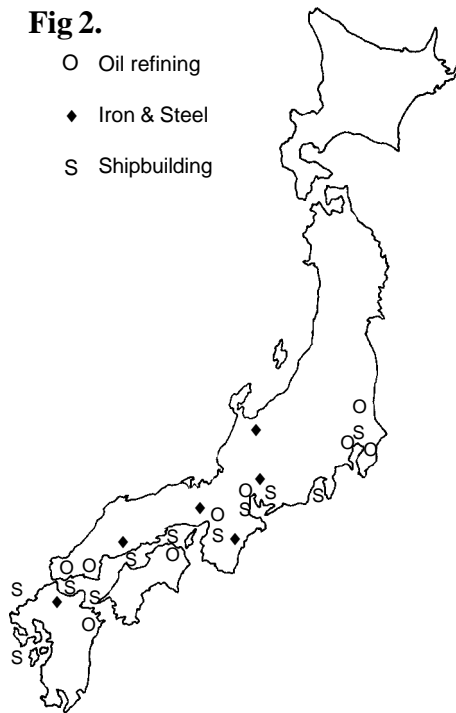 Fig 2.
O Oil refining
♦ Iron & Steel
S Shipbuilding
O
S
O O
O S S
S
O
S S
S O
O O
S S S
O
S